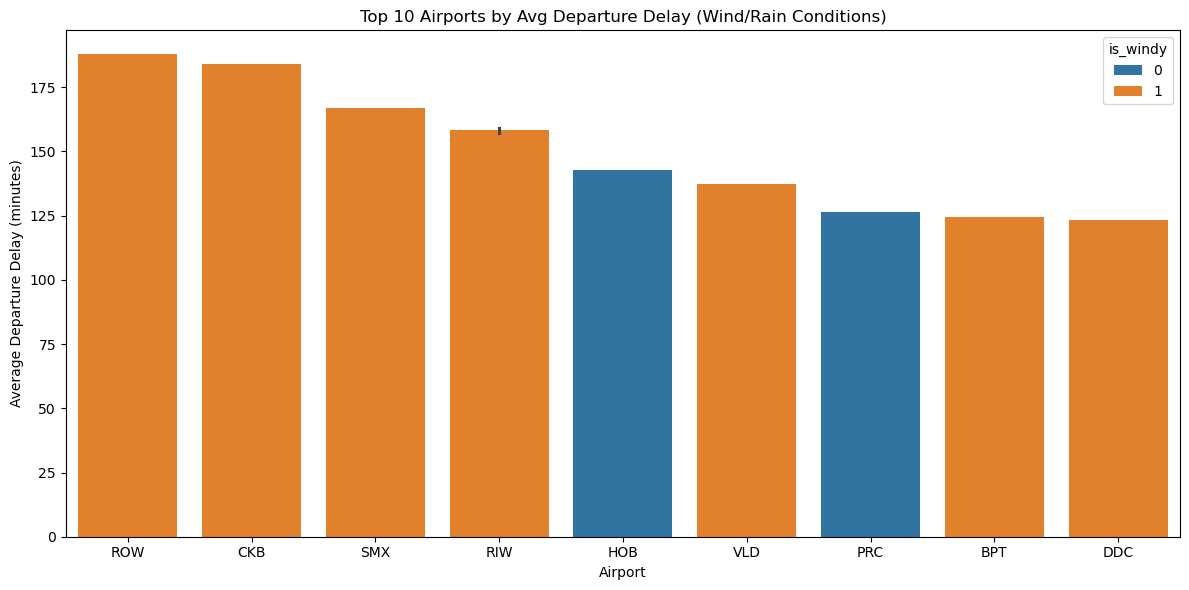 Top 10 Airports by Avg Departure Delay (Wind/Rain Conditions)
is_windy
0
1
Average Departure Delay (minutes)
175
150
125
100
75
50
25
0
ROW CKB SMX RIW HOB VLD PRC BPT DDC
Airport